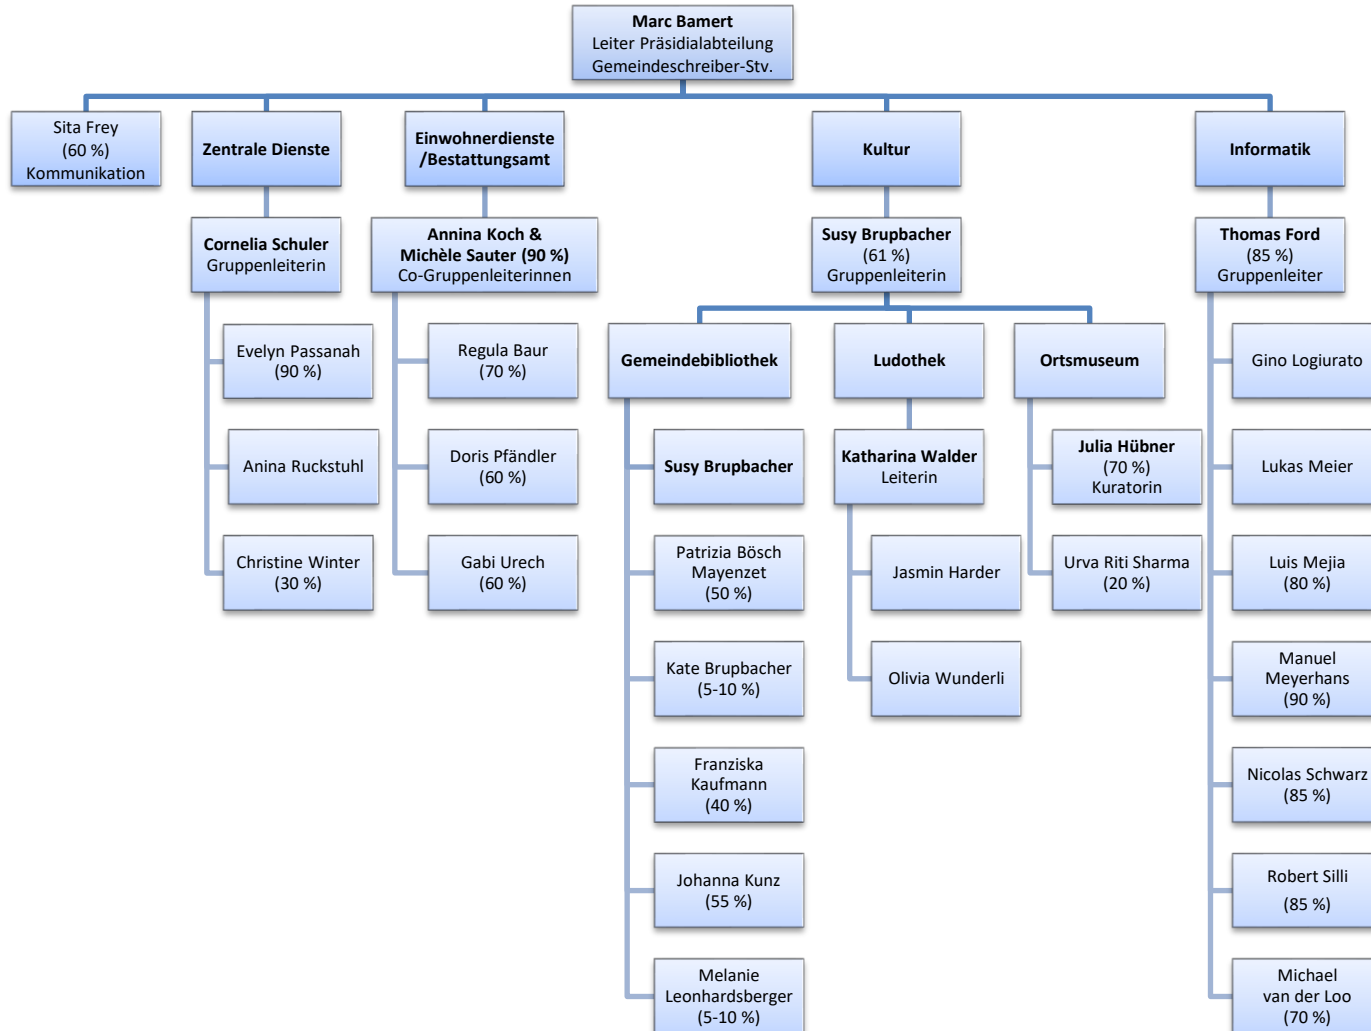 Marc Bamert
Leiter Präsidialabteilung
Gemeindeschreiber-Stv.
Sita Frey
(60 %)
Kommunikation
Zentrale Dienste
Einwohnerdienste
/Bestattungsamt
Kultur
Informatik
Cornelia Schuler
Gruppenleiterin
Annina Koch &
Michèle Sauter (90 %)
Co-Gruppenleiterinnen
Susy Brupbacher
(61 %)
Gruppenleiterin
Thomas Ford
(85 %)
Gruppenleiter
Evelyn Passanah
(90 %)
Anina Ruckstuhl
Christine Winter
(30 %)
Regula Baur
(70 %)
Doris Pfändler
(60 %)
Gabi Urech
(60 %)
Gemeindebibliothek
Ludothek
Ortsmuseum
Susy Brupbacher
Patrizia Bösch
Mayenzet
(50 %)
Kate Brupbacher
(5-10 %)
Franziska
Kaufmann
(40 %)
Johanna Kunz
(55 %)
Melanie
Leonhardsberger
(5-10 %)
Katharina Walder
Leiterin
Jasmin Harder
Olivia Wunderli
Julia Hübner
(70 %)
Kuratorin
Urva Riti Sharma
(20 %)
Gino Logiurato
Lukas Meier
Luis Mejia
(80 %)
Manuel
Meyerhans
(90 %)
Nicolas Schwarz
(85 %)
Robert Silli
(85 %)
Michael
van der Loo
(70 %)